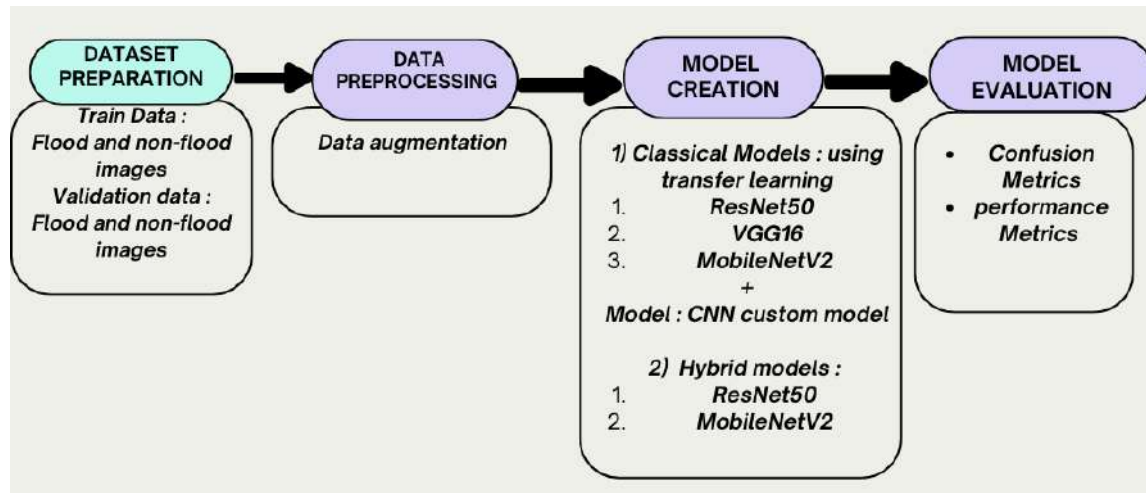 DATASET
PREPARATION
Train Data :
Flood and non-flood
images
Validation data :
Flood and non-flood
images
DATA
PREPROCESSING
Data augmentation
MODEL
CREATION
1) Classical Models : using
transfer learning
1. ResNet50
2. VGG16
3. MobileNetV2
+
Model : CNN custom model
2) Hybrid models :
1. ResNet50
2. MobileNetV2
MODEL
EVALUATION
• Confusion
Metrics
• performance
Metrics